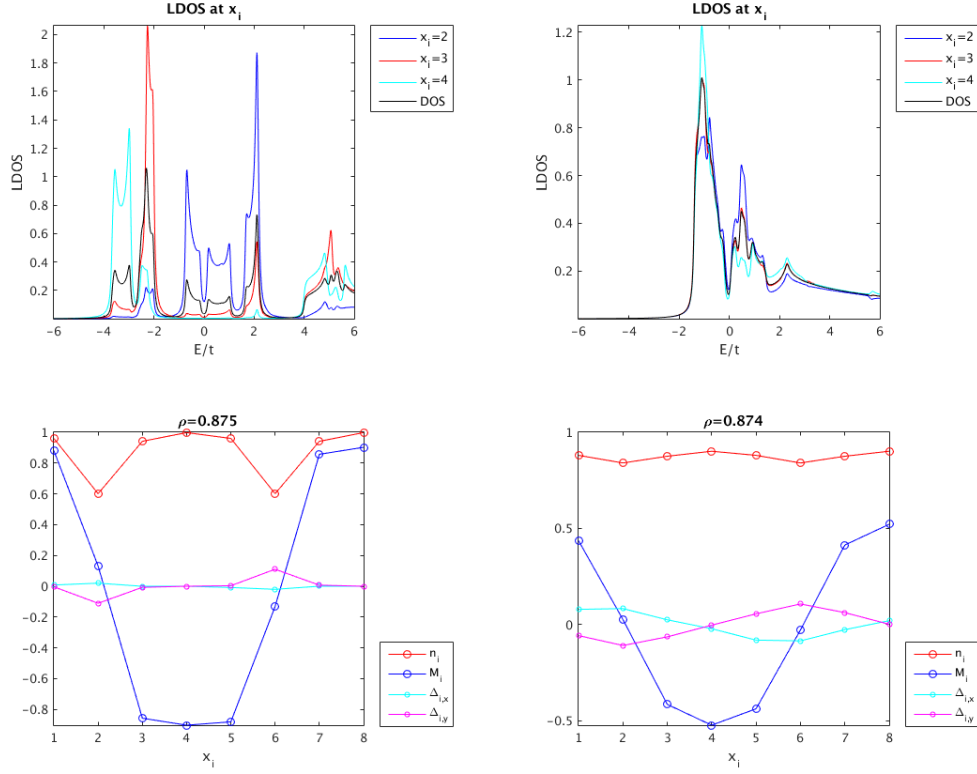 LDOS at x_i
2
1.8
1.6
1.4
1.2
1
0.8
0.6
0.4
0.2
LDOS
-6 -4 -2 0 2 4 6
E/t
x_i=2
x_i=3
x_i=4
DOS
LDOS at x_i
1.2
1
0.8
0.6
0.4
0.2
LDOS
-6 -4 -2 0 2 4 6
E/t
x_i=2
x_i=3
x_i=4
DOS
ρ=0.875
1
0.8
0.6
0.4
0.2
0
-0.2
-0.4
-0.6
-0.8
1 2 3 4 5 6 7 8
x_i
n_i
M_i
Δ_i,x
Δ_i,y
ρ=0.874
1
0.5
0
-0.5
1 2 3 4 5 6 7 8
x_i
n_i
M_i
Δ_i,x
Δ_i,y